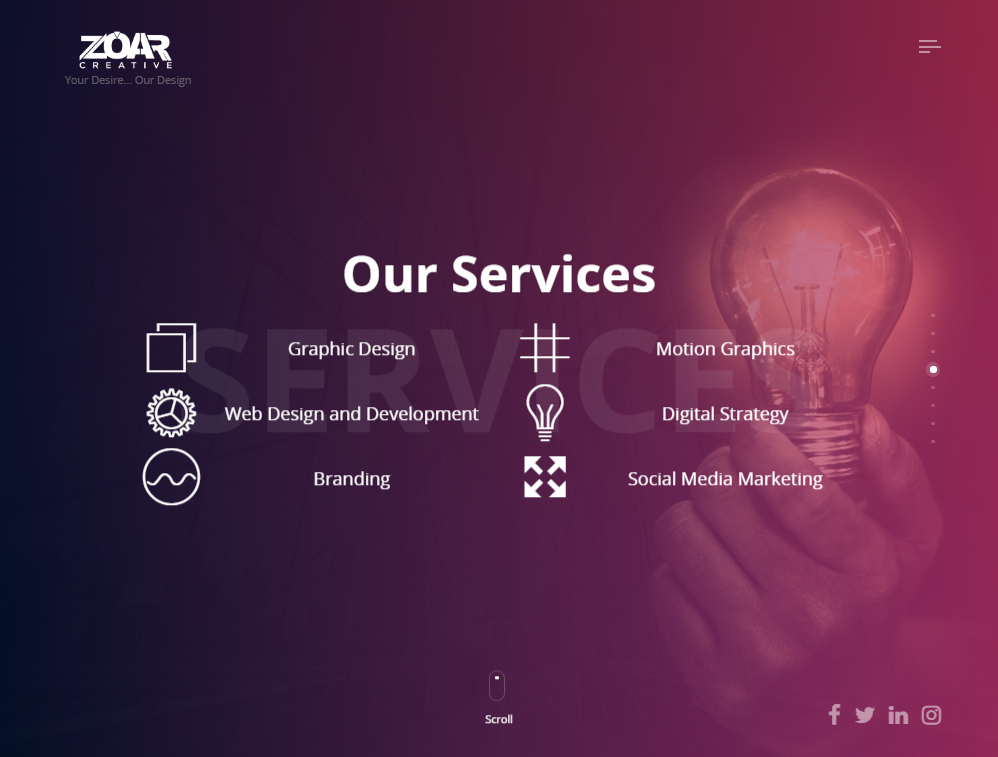 ZOAR
CREATIVE
Your Desire... Our Design
Our Services
SERVICES
Graphic Design
Motion Graphics
Web Design and Development
Digital Strategy
Branding
Social Media Marketing
Scroll